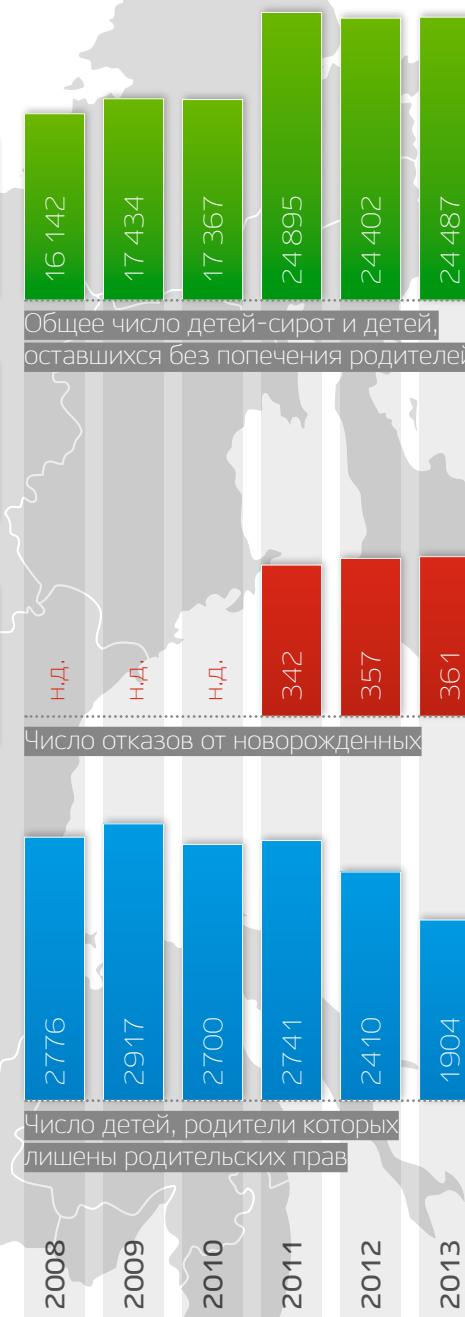 16 142
17 434
17 367
24 895
24 402
24 487
Общее число детей-сирот и детей,
оставшихся без попечения родителей
н.д.
н.д.
н.д.
342
357
361
Число отказов от новорожденных
2776
2917
2700
2741
2410
1904
Число детей, родители которых
лишены родительских прав
2008
2009
2010
2011
2012
2013